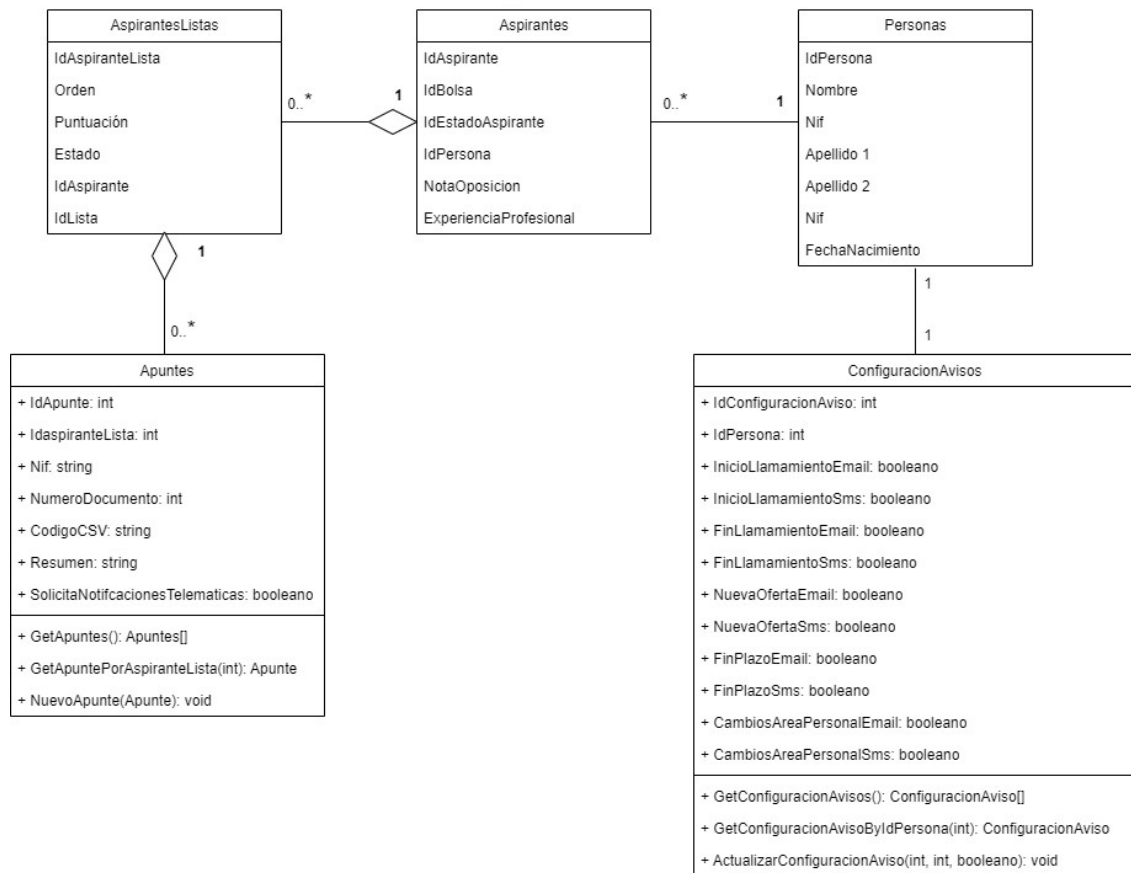 AspirantesListas
IdAspiranteLista
Orden
Puntuación
Estado
IdAspirante
IdLista
0..*
1
Aspirantes
IdAspirante
IdBolsa
IdEstadoAspirante
IdPersona
NotaOposicion
ExperienciaProfesional
0..*
1
Personas
IdPersona
Nombre
Nif
Apellido 1
Apellido 2
Nif
FechaNacimiento
1
0..*
1
1
Apuntes
+ IdApunte: int
+ IdaspiranteLista: int
+ Nif: string
+ NumeroDocumento: int
+ CodigoCSV: string
+ Resumen: string
+ SolicitaNotifcacionesTelematicas: booleano
+ GetApuntes(): Apuntes[]
+ GetApuntePorAspiranteLista(int): Apunte
+ NuevoApunte(Apunte): void
ConfiguracionAvisos
+ IdConfiguracionAviso: int
+ IdPersona: int
+ InicioLlamamientoEmail: booleano
+ InicioLlamamientoSms: booleano
+ FinLlamamientoEmail: booleano
+ FinLlamamientoSms: booleano
+ NuevaOfertaEmail: booleano
+ NuevaOfertaSms: booleano
+ FinPlazoEmail: booleano
+ FinPlazoSms: booleano
+ CambiosAreaPersonalEmail: booleano
+ CambiosAreaPersonalSms: booleano
+ GetConfiguracionAvisos(): ConfiguracionAviso[]
+ GetConfiguracionAvisoByIdPersona(int): ConfiguracionAviso
+ ActualizarConfiguracionAviso(int, int, booleano): void